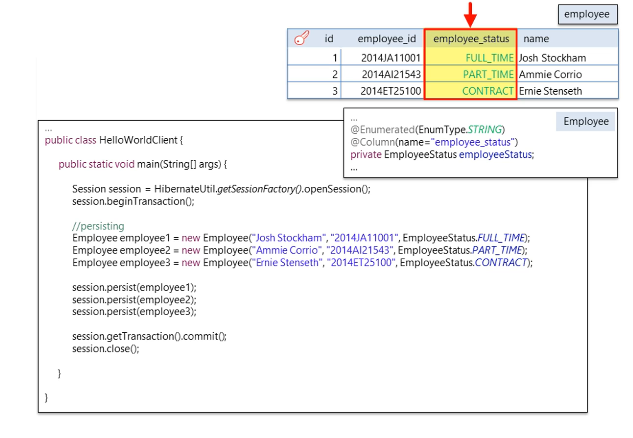 employee
id employee_id employee_status name
1 2014JA11001 FULL_TIME Josh Stockham
2 2014AI21543 PART_TIME Ammie Corrio
3 2014ET25100 CONTRACT Ernie Stenseth
...
Employee
@Enumerated(EnumType.STRING)
@Column(name="employee_status")
private EmployeeStatus employeeStatus;
...
...
public class HelloWorldClient {
public static void main(String[] args) {
Session session = HibernateUtil.getSessionFactory().openSession();
session.beginTransaction();
//persisting
Employee employee1 = new Employee("Josh Stockham", "2014JA11001", EmployeeStatus.FULL_TIME);
Employee employee2 = new Employee("Ammie Corrio", "2014AI21543", EmployeeStatus.PART_TIME);
Employee employee3 = new Employee("Ernie Stenseth", "2014ET25100", EmployeeStatus.CONTRACT);
session.persist(employee1);
session.persist(employee2);
session.persist(employee3);
session.getTransaction().commit();
session.close();
}
}